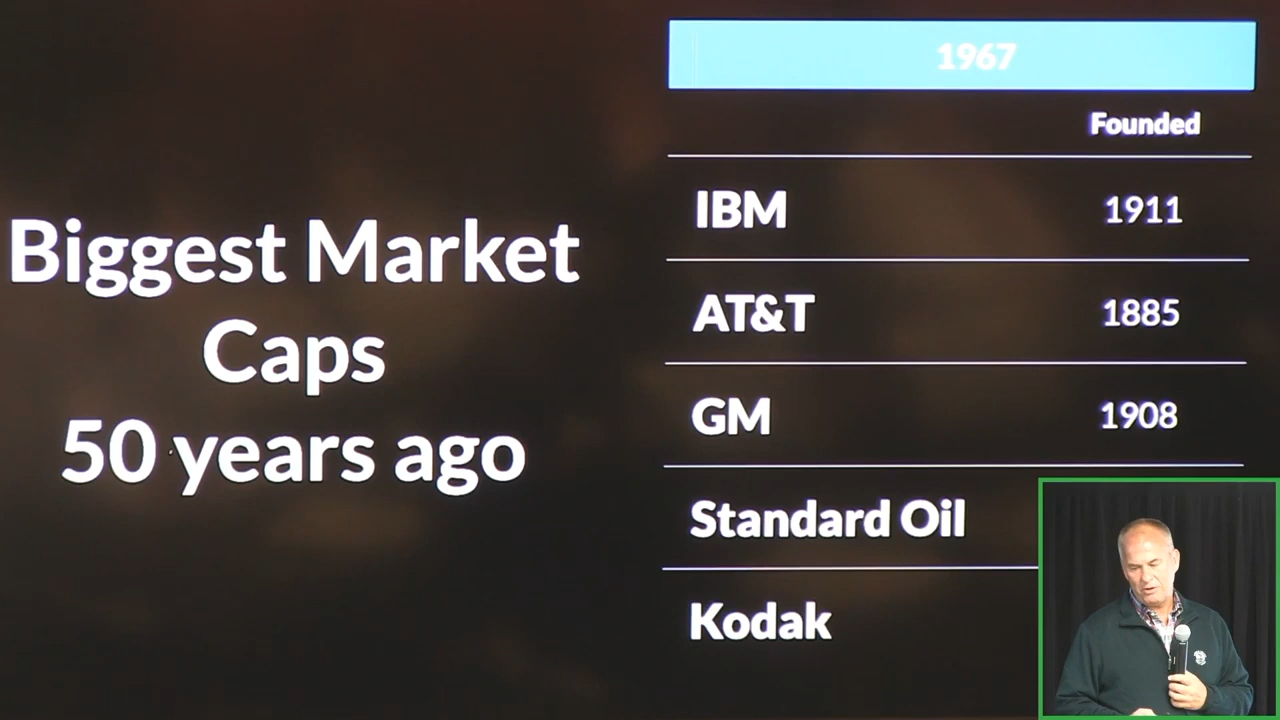 Biggest Market
Caps
50 years ago
1967
Founded
IBM 1911
AT&T 1885
GM 1908
Standard Oil
Kodak